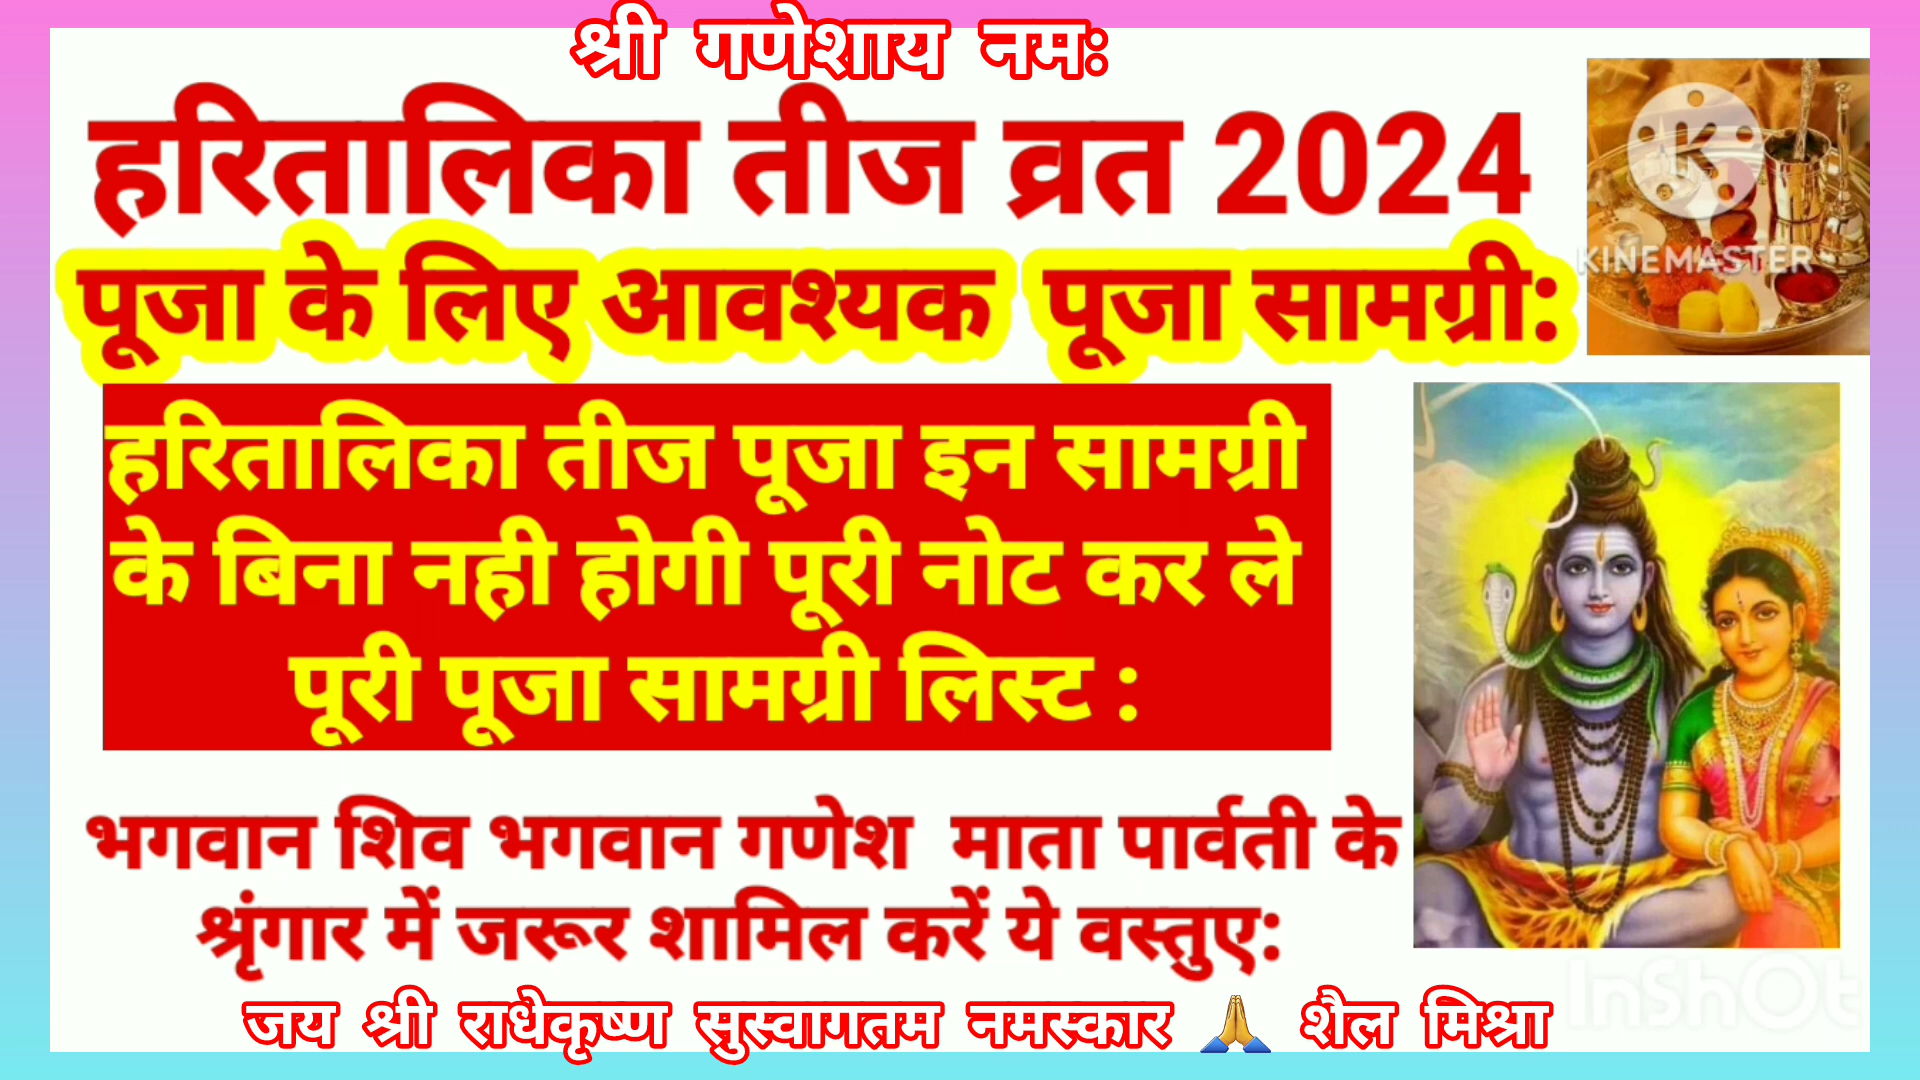 श्री गणेशाय नमः
हरितालिका तीज व्रत 2024
पूजा के लिए आवश्यक पूजा सामग्री:
हरितालिका तीज पूजा इन सामग्री
के बिना नही होगी पूरी नोट कर ले
पूरी पूजा सामग्री लिस्ट :
भगवान शिव भगवान गणेश माता पार्वती के
श्रृंगार में जरूर शामिल करें ये वस्तुए:
जय श्री राधेकृष्ण सुस्वागतम नमस्कार 🙏 शैल मिश्रा
K
KINEMASTER
InShOt